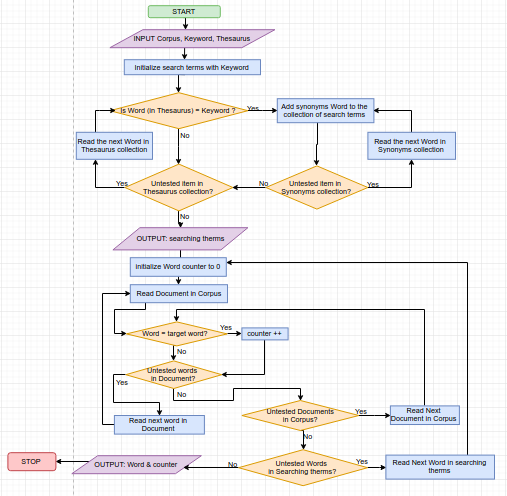 START
INPUT Corpus, Keyword, Thesaurus
Initialize search terms with Keyword
Is Word (in Thesaurus) = Keyword ?
Yes
Add synonyms Word to the
collection of search terms
No
Read the next Word in
Thesaurus collection
Read the next Word in
Synonyms collection
Yes
Untested item in
Thesaurus collection?
No
Untested item in
Synonyms collection?
Yes
No
OUTPUT: searching therms
initialize Word counter to 0
Read Document in Corpus
Word = target word?
Yes
counter ++
No
Untested words
in Document?
Yes
No
Read next word in
Document
Untested Documents
in Corpus?
Yes
Read Next
Document in Corpus
No
STOP
OUTPUT: Word & counter
No
Untested Words
in Searching therms?
Yes
Read Next Word in searching
therms